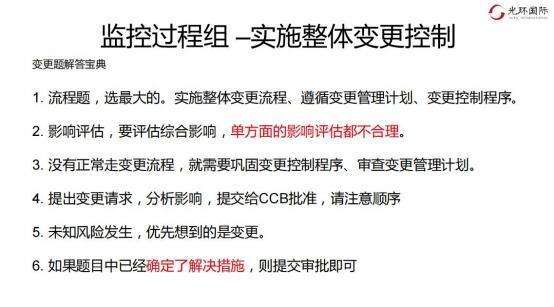 光环国际
监控过程组 –实施整体变更控制
变更题解答宝典
1. 流程题，选最大的。实施整体变更流程、遵循变更管理计划、变更控制程序。
2. 影响评估，要评估综合影响，单方面的影响评估都不合理。
3. 没有正常走变更流程，就需要巩固变更控制程序、审查变更管理计划。
4. 提出变更请求，分析影响，提交给CCB批准，请注意顺序
5. 未知风险发生，优先想到的是变更。
6. 如果题目中已经确定了解决措施，则提交审批即可